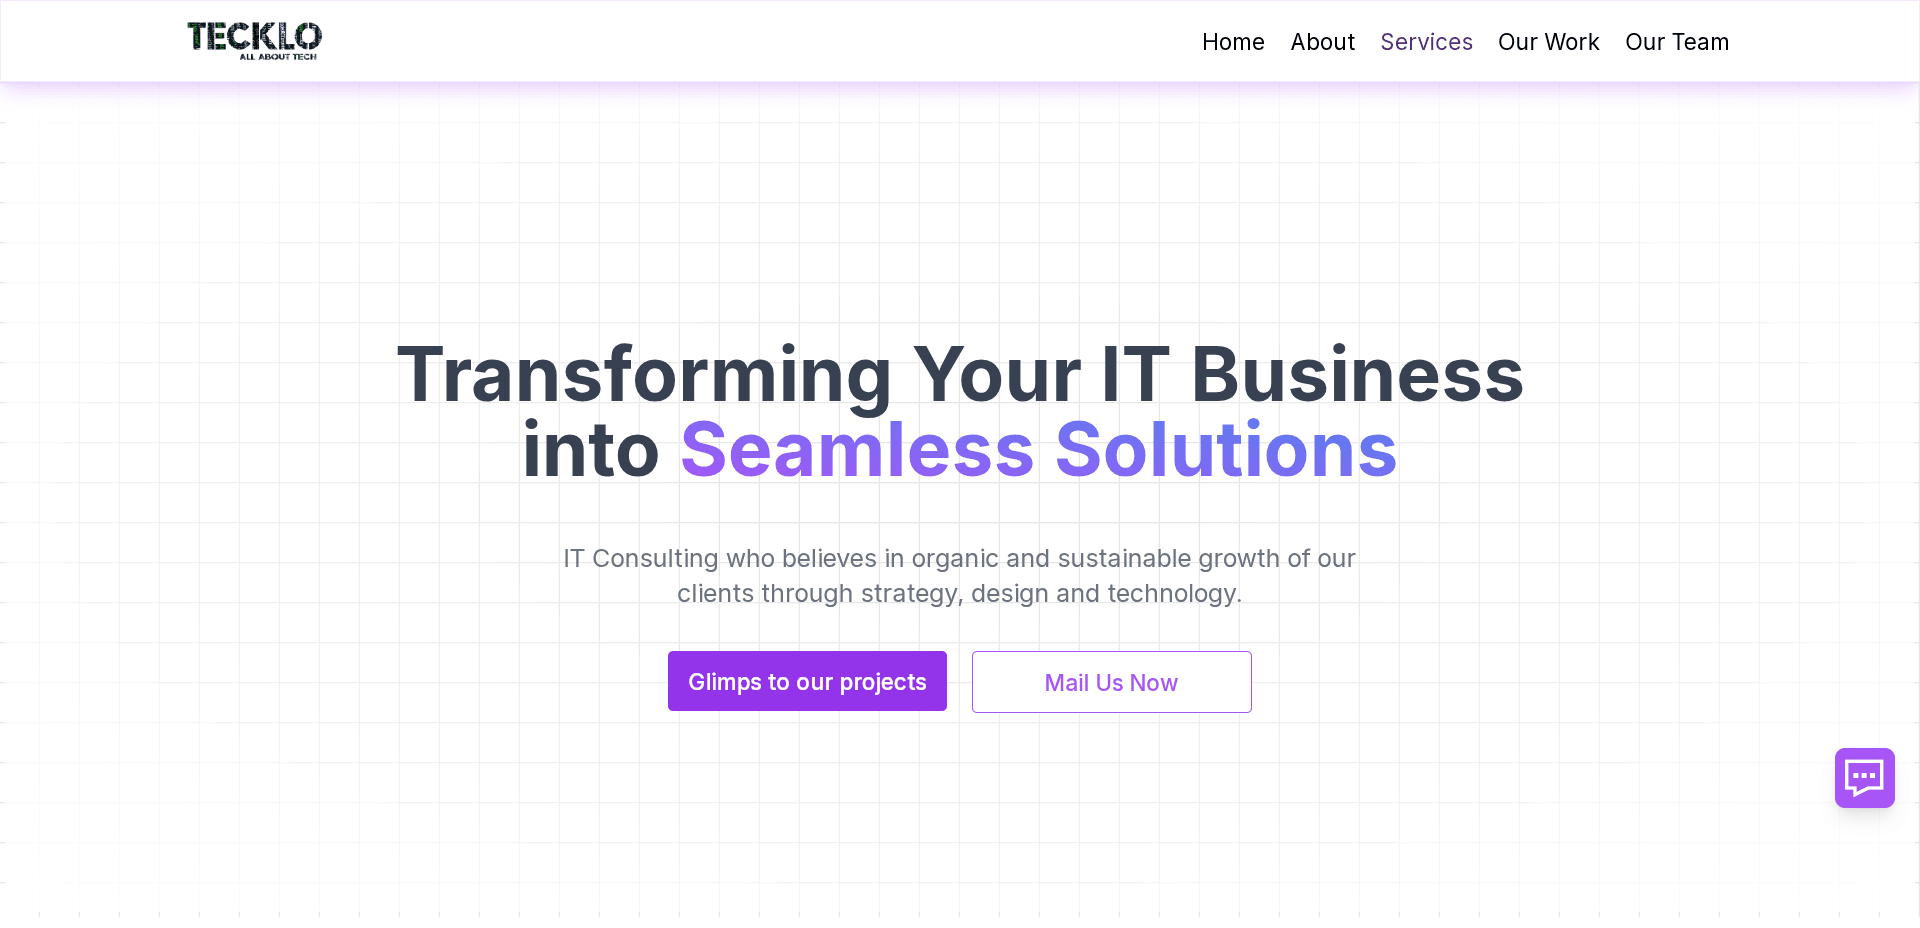 TECKLO
ALL ABOUT TECH
Home About Services Our Work Our Team
Transforming Your IT Business
into Seamless Solutions
IT Consulting who believes in organic and sustainable growth of our
clients through strategy, design and technology.
Glimps to our projects
Mail Us Now